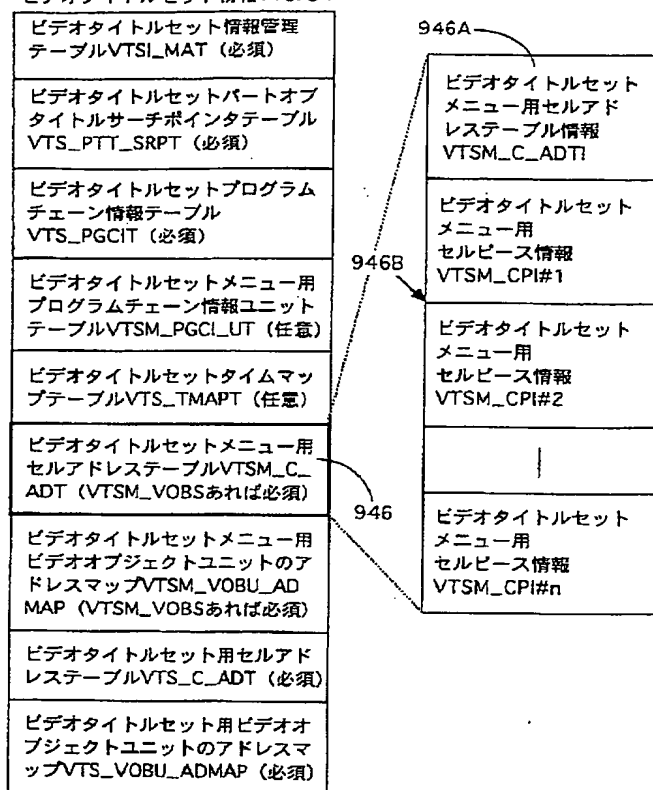 ビデオタイトルセット情報管理
テーブルVTSI_MAT（必須）
ビデオタイトルセットパートオブ
タイトルサーチポインタテーブル
VTS_PTT_SRPT（必須）
ビデオタイトルセットプログラム
チェーン情報テーブル
VTS_PGCIT（必須）
ビデオタイトルセットメニュー用
プログラムチェーン情報ユニット
テーブルVTSM_PGCI_UT（任意）
ビデオタイトルセットタイムマッ
プテーブルVTS_TMAPT（任意）
ビデオタイトルセットメニュー用
セルアドレステーブルVTSM_C_
ADT（VTSM_VOBSあれば必須）
ビデオタイトルセットメニュー用
ビデオオブジェクトユニットのア
ドレスマップVTSM_VOBU_AD
MAP（VTSM_VOBSあれば必須）
ビデオタイトルセット用セルアド
レステーブルVTS_C_ADT（必須）
ビデオタイトルセット用ビデオオ
ブジェクトユニットのアドレスマ
ップVTS_VOBU_ADMAP（必須）
946
946A
ビデオタイトルセット
メニュー用セルアド
レステーブル情報
VTSM_C_ADTI
946B
ビデオタイトルセット
メニュー用
セルピース情報
VTSM_CPI#1
ビデオタイトルセット
メニュー用
セルピース情報
VTSM_CPI#2
ビデオタイトルセット
メニュー用
セルピース情報
VTSM_CPI#n